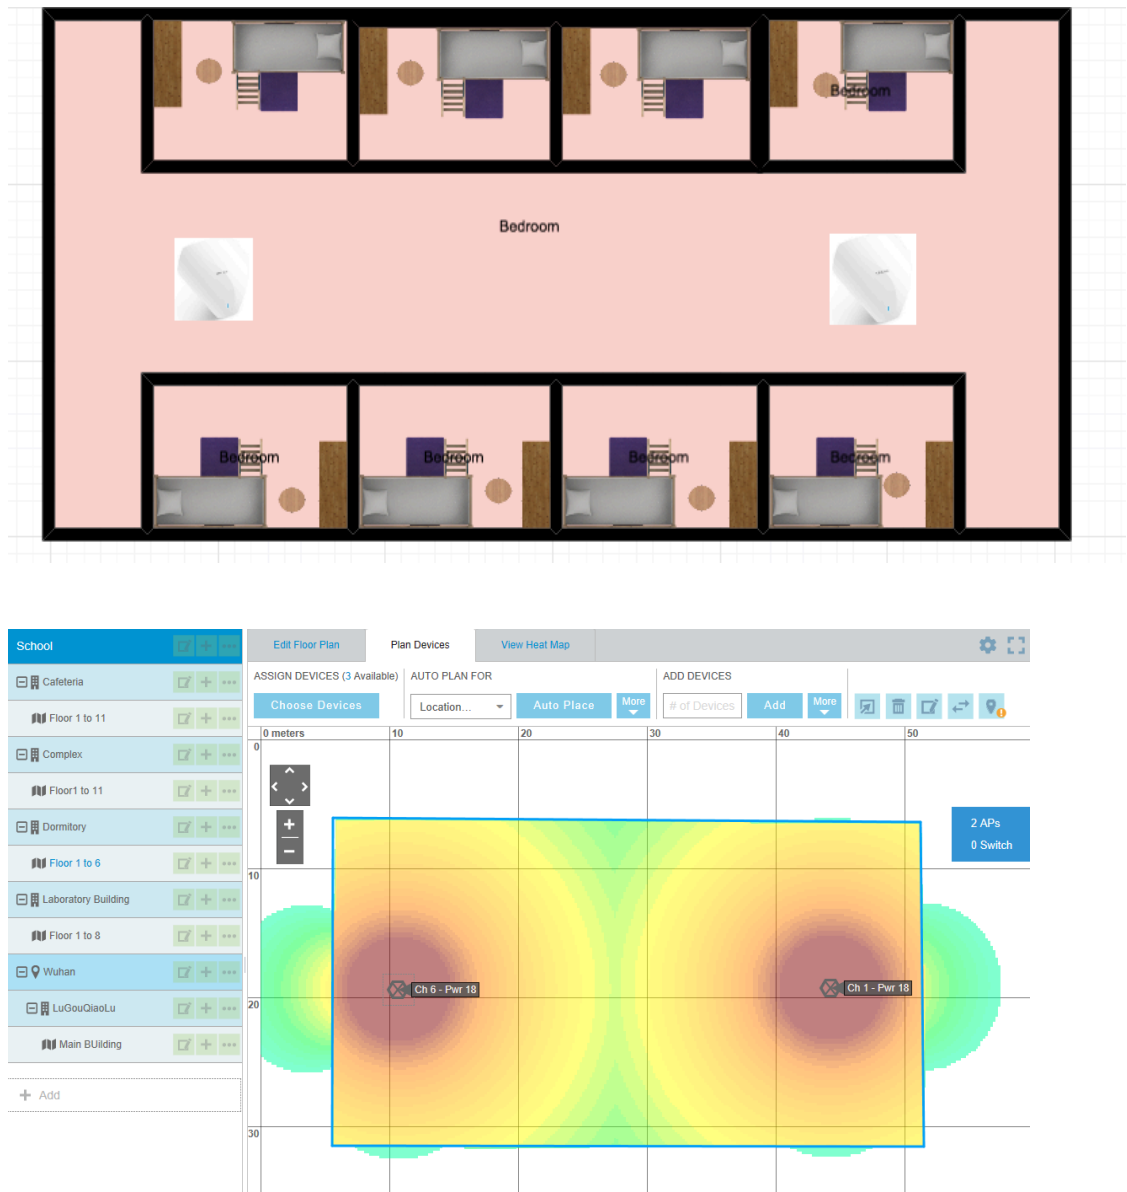 Bedroom
Bedroom
Bedroom
Bedroom
Bedroom
Bedroom
School
Edit Floor Plan
Plan Devices
View Heat Map
Cafeteria
ASSIGN DEVICES (3 Available)
AUTO PLAN FOR
ADD DEVICES
Choose Devices
Location...
Auto Place
More
# of Devices
Add
More
Floor 1 to 11
Complex
Floor1 to 11
Dormitory
Floor 1 to 6
Laboratory Building
Floor 1 to 8
Wuhan
LuGouQiaoLu
Main BUilding
Add
0 meters
10
20
30
40
50
0
10
20
30
2 APs
0 Switch
Ch 6 - Pwr 18
Ch 1 - Pwr 18